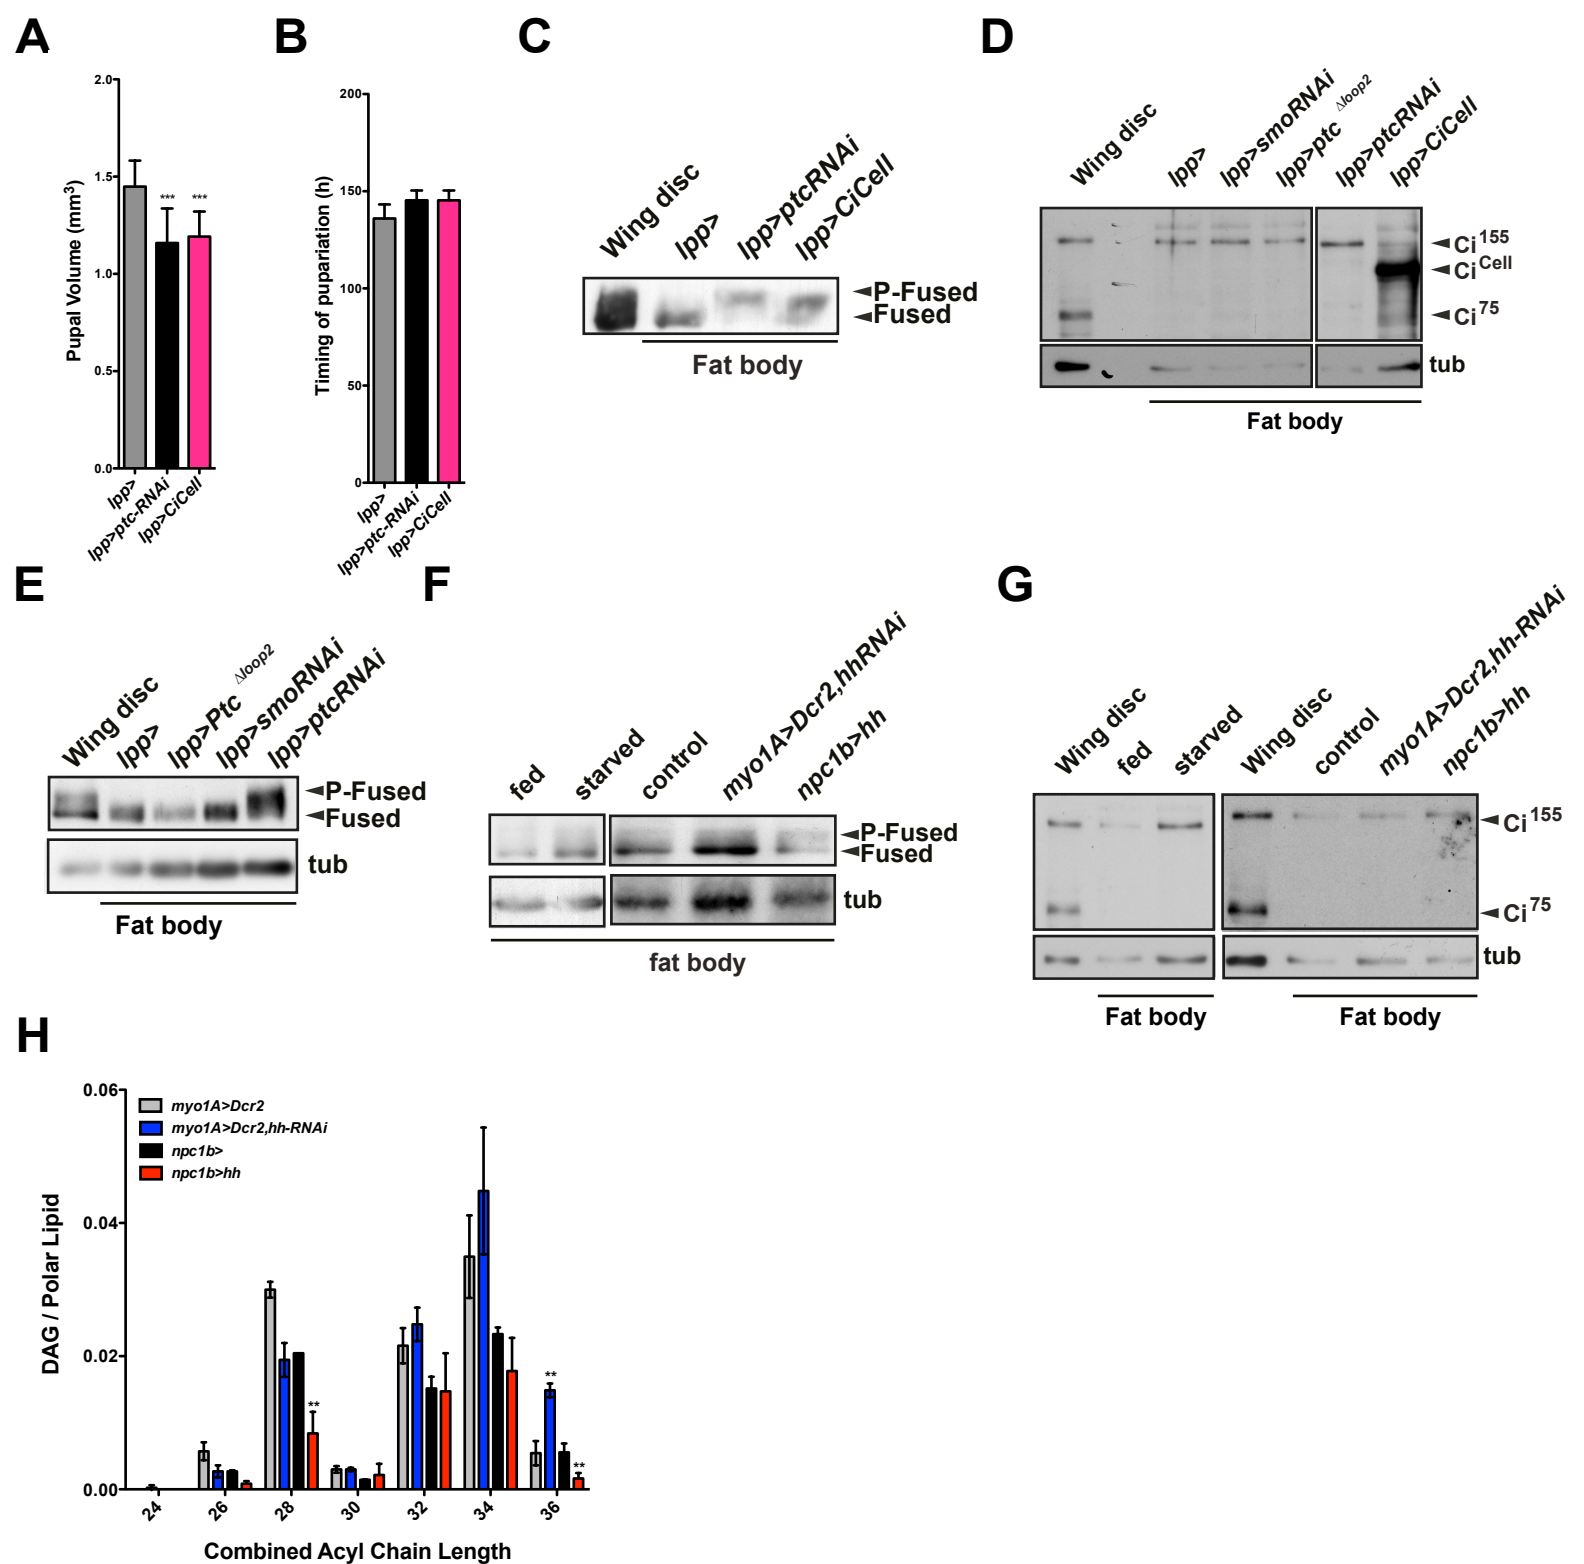 A
Pupal Volume (mm3)
2.0
1.5
1.0
0.5
0.0
***
***
lpp>
lpp>ptc-RNAi
lpp>CiCell
B
Timing of pupariation (h)
200
150
100
50
0
lpp>
lpp>ptc-RNAi
lpp>CiCell
C
Wing disc
lpp>
lpp>ptcRNAi
lpp>CiCell
P-Fused
Fused
Fat body
D
Wing disc
lpp>
lpp>smoRNAi
lpp>ptc Δloop2
lpp>ptcRNAi
lpp>CiCell
Ci155
CiCell
Ci75
tub
Fat body
E
Wing disc
lpp>
lpp>Ptc Δloop2
lpp>smoRNAi
lpp>ptcRNAi
P-Fused
Fused
tub
Fat body
F
fed
starved
control
myo1A>Dcr2,hhRNAi
npc1b>hh
P-Fused
Fused
tub
fat body
G
Wing disc
fed
starved
Wing disc
control
myo1A>Dcr2,hh-RNAi
npc1b>hh
Ci155
Ci75
tub
Fat body
Fat body
H
DAG / Polar Lipid
0.06
0.04
0.02
0.00
myo1A>Dcr2
myo1A>Dcr2,hh-RNAi
npc1b>
npc1b>hh
**
**
**
24
26
28
30
32
34
36
Combined Acyl Chain Length